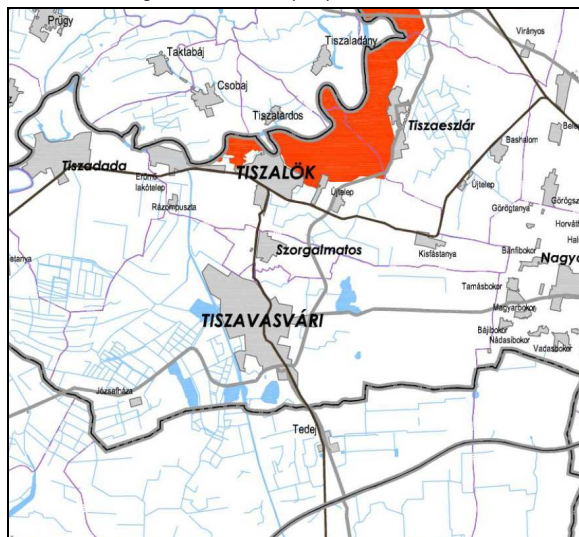 Prügy
Taktabáj
Csobaj
Tiszaladány
Virányos
Tiszatardos
Tiszaeszlár
Bashalom
Tiszadada
Erőmű
lakótelep
TISZALÖK
Rázompuszta
Újtelep
Újtelep
Görögtanya
Szorgalmatos
Kisfástanya
Bánfibokor
Nagyc
Tamásbokor
Magyarbokor
TISZAVASVÁRI
Bájibokor
Nádasibokor
Vadasbokor
Józsefháza
Tedej